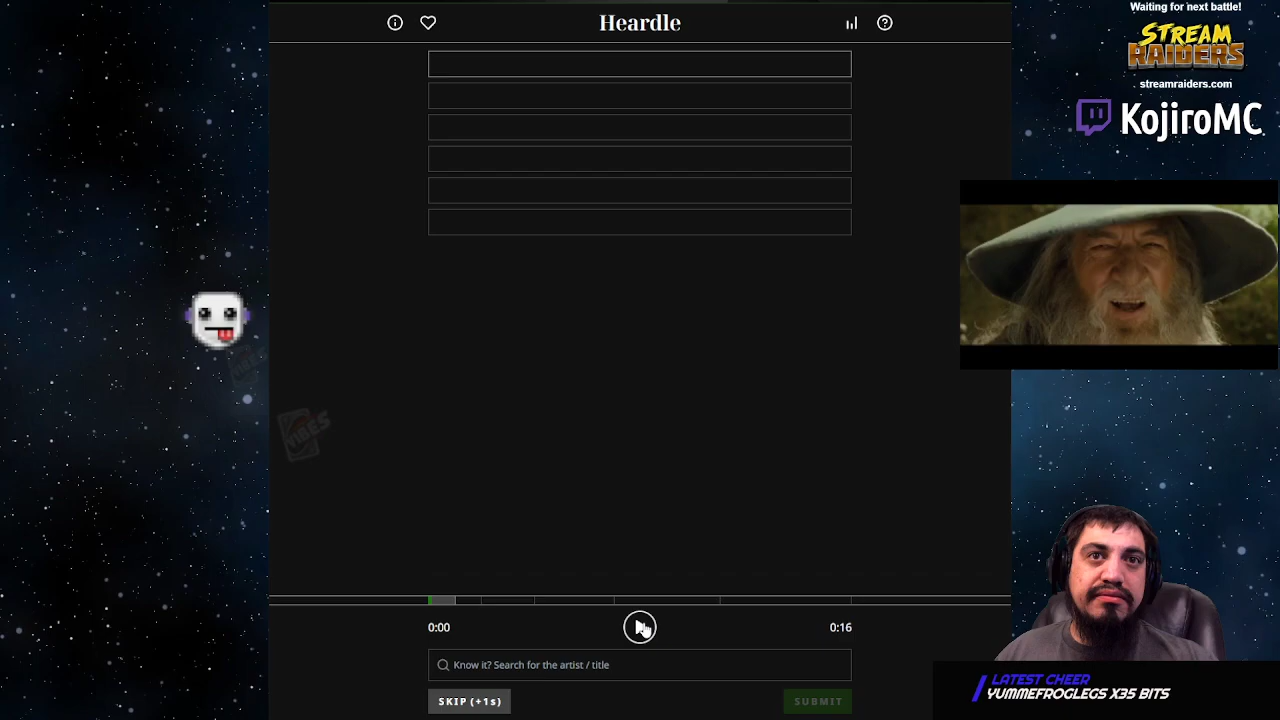 Waiting for next battle!
Heardle
STREAM
RAIDERS
streamraiders.com
KojiroMC
VIBES
0:00
0:16
Know it? Search for the artist / title
SKIP (+1s)
SUBMIT
LATEST CHEER
YUMMEFROGLEGS X35 BITS